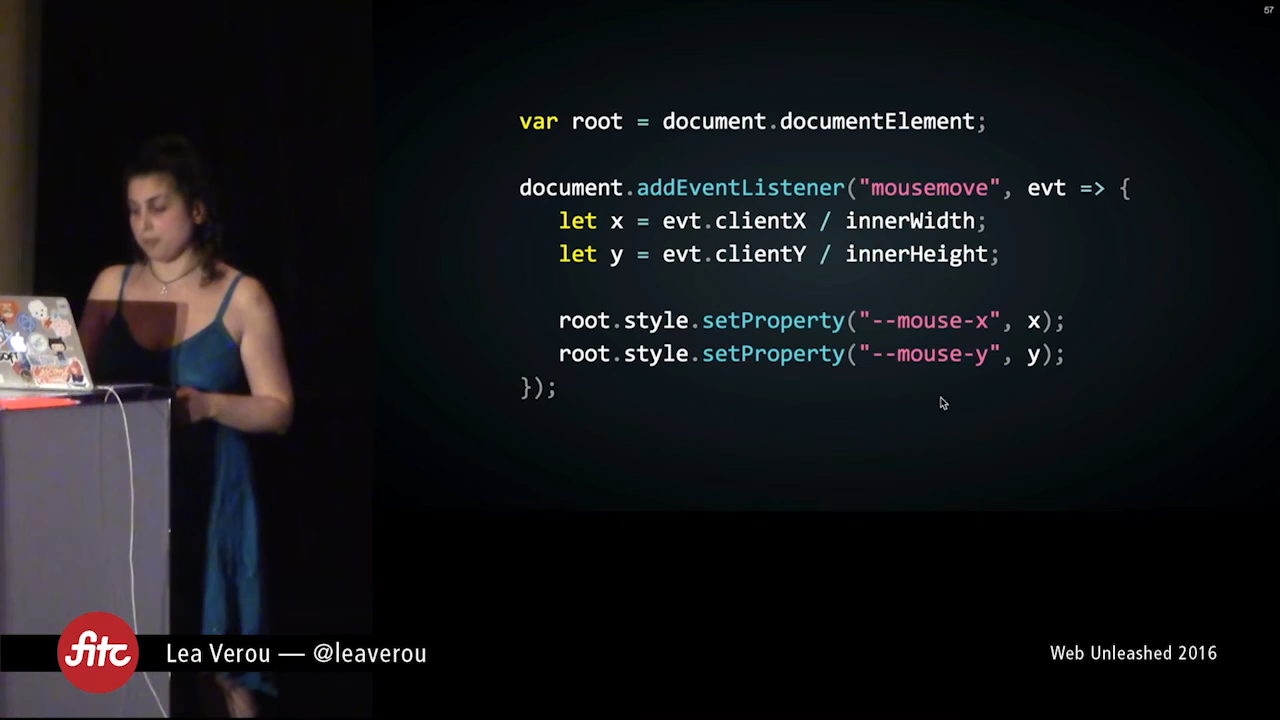 57
var root = document.documentElement;
document.addEventListener("mousemove", evt => {
let x = evt.clientX / innerWidth;
let y = evt.clientY / innerHeight;
root.style.setProperty("--mouse-x", x);
root.style.setProperty("--mouse-y", y);
});
fitc
Lea Verou — @leaverou
Web Unleashed 2016